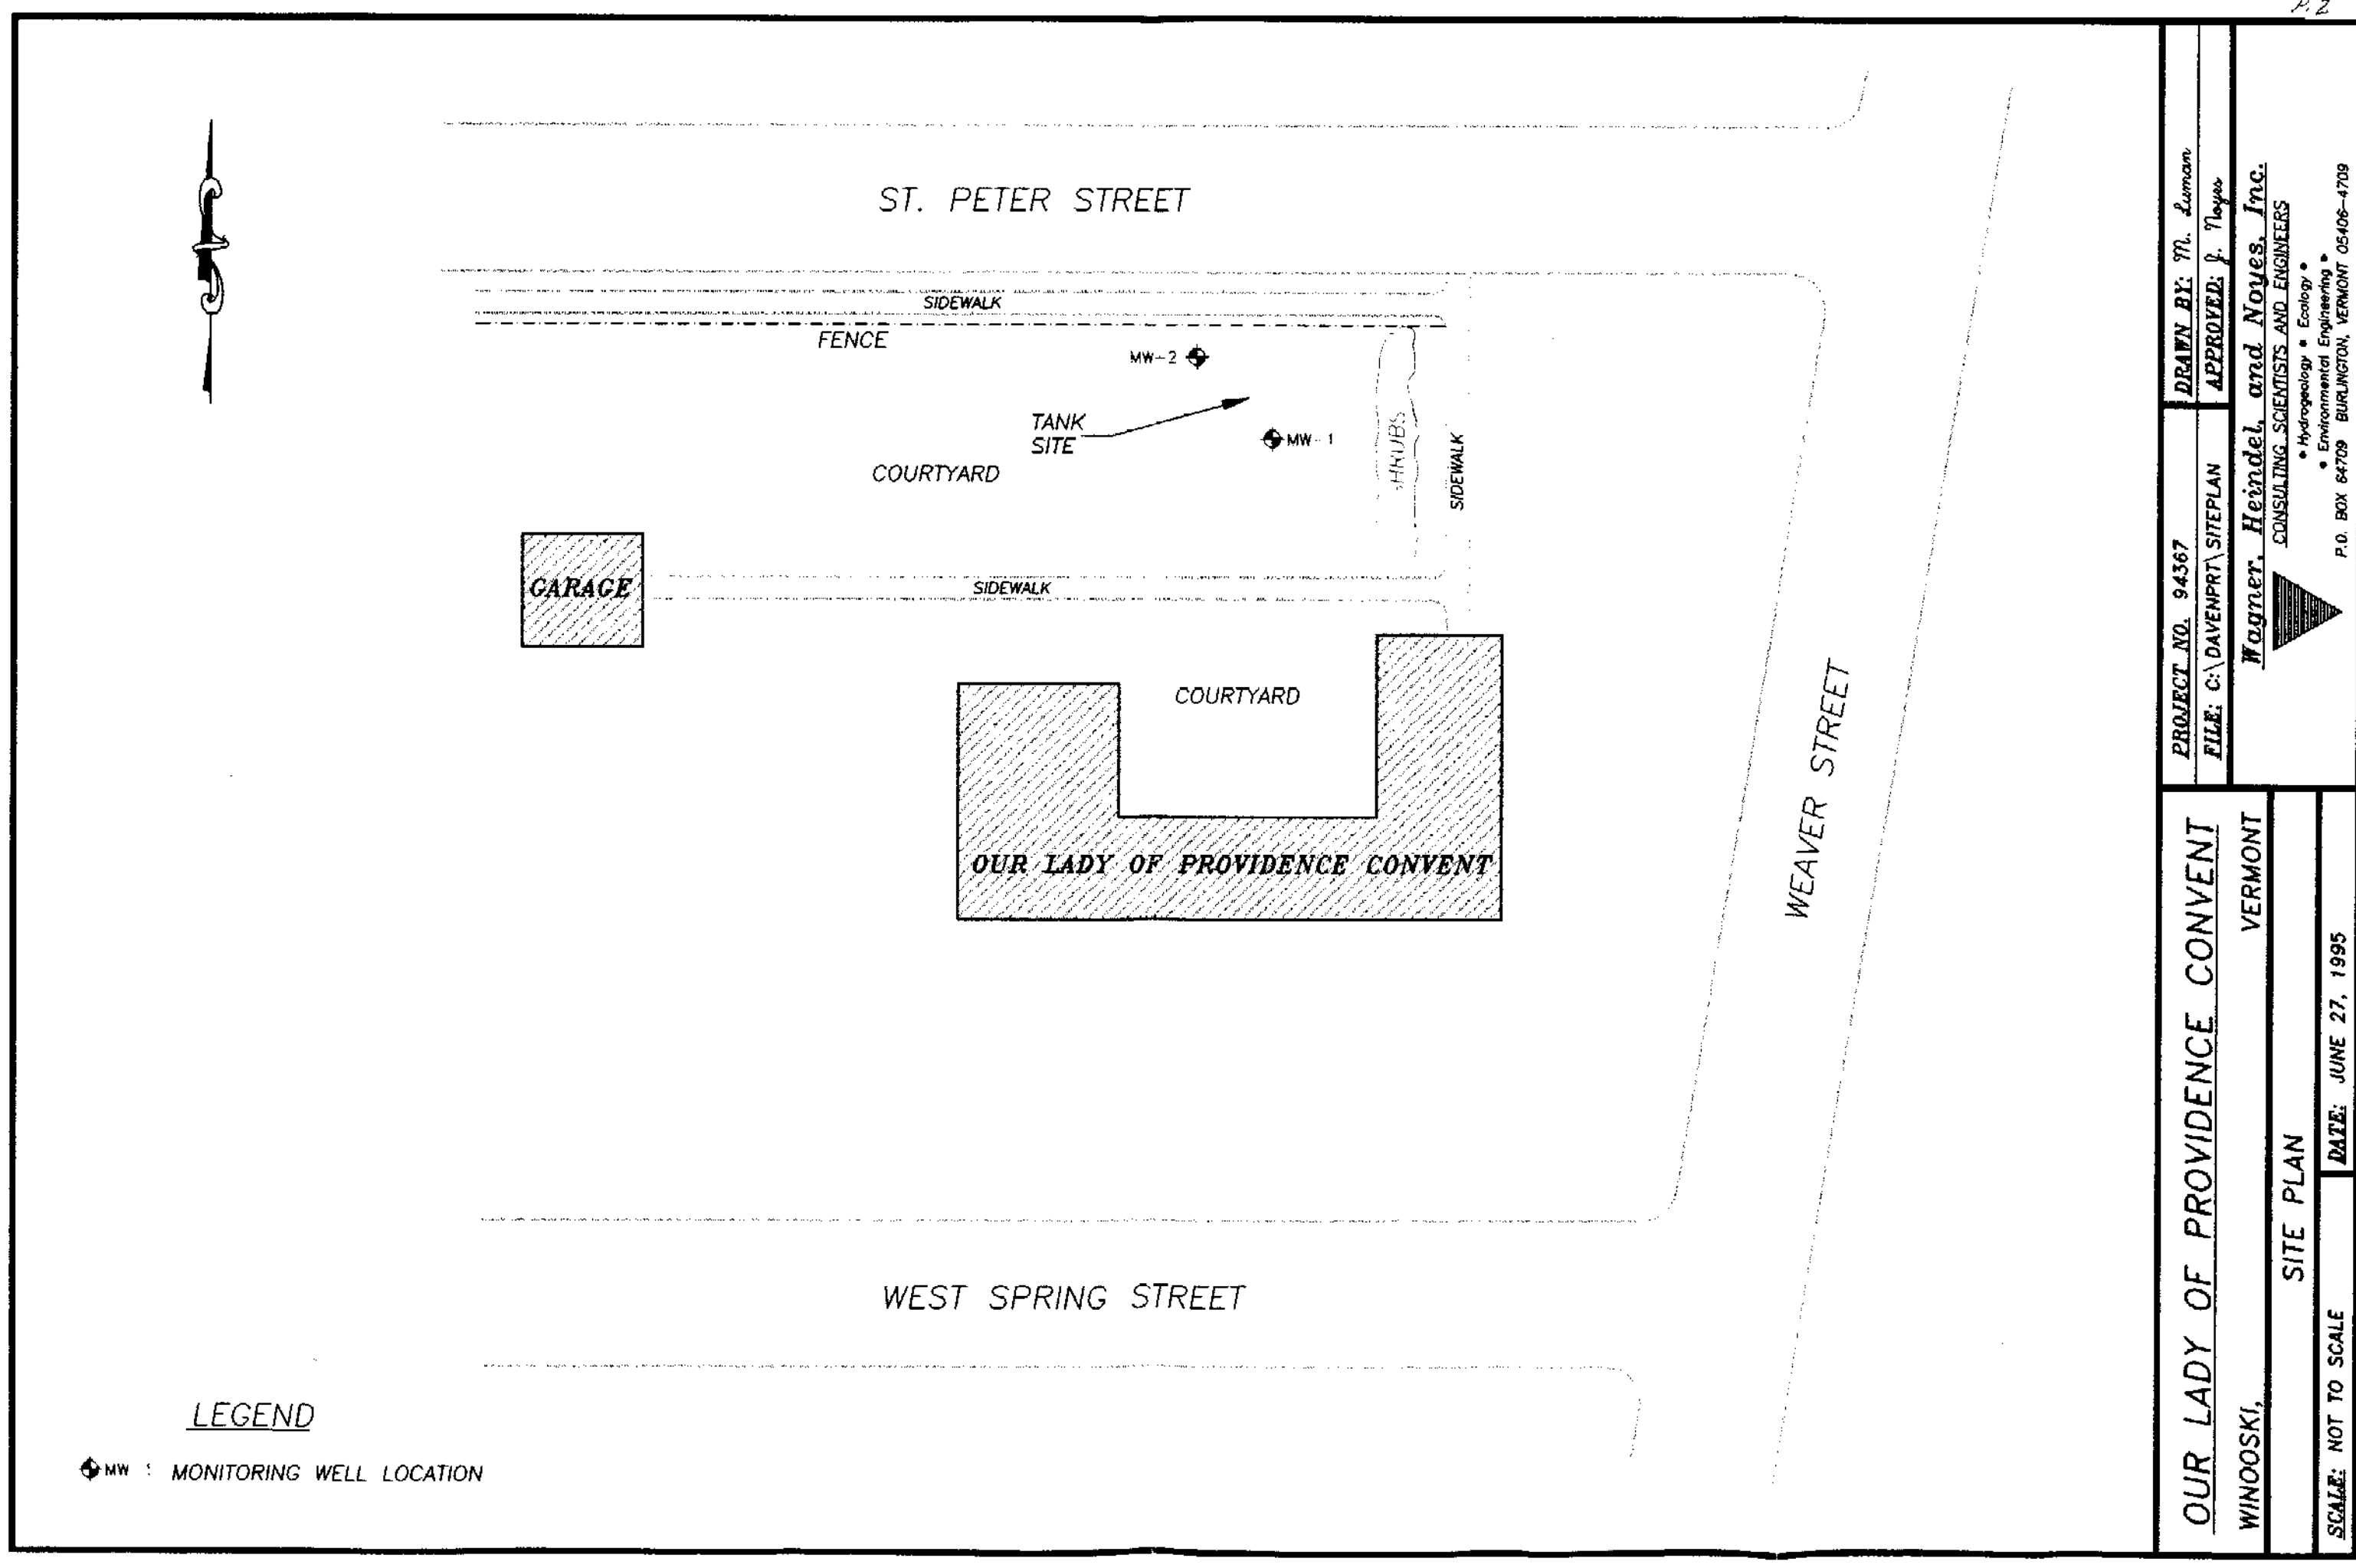 P.2
ST. PETER STREET
SIDEWALK
FENCE
MW-2
TANK
SITE
MW-1
SHRUBS
SIDEWALK
COURTYARD
GARAGE
SIDEWALK
COURTYARD
OUR LADY OF PROVIDENCE CONVENT
WEAVER STREET
WEST SPRING STREET
LEGEND
MW 1 MONITORING WELL LOCATION
DRAWN BY: M. Luman
APPROVED: J. Noyes
PROJECT NO. 94367
FILE: C:\DAVENPRT\SITEPLAN
Wagner, Heindel, and Noyes, Inc.
CONSULTING SCIENTISTS AND ENGINEERS
• Hydrogeology • Ecology •
• Environmental Engineering •
P.O. BOX 64709 BURLINGTON, VERMONT 05406-4709
OUR LADY OF PROVIDENCE CONVENT
WINOOSKI, VERMONT
SITE PLAN
SCALE: NOT TO SCALE
DATE: JUNE 27, 1995